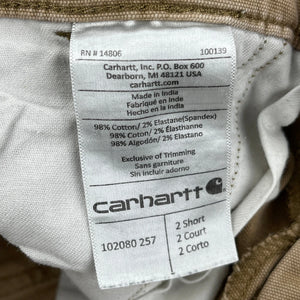 RN # 14806 100139
Carhartt, Inc. P.O. Box 600
Dearborn, MI 48121 USA
carhartt.com
Made in India
Fabriqué en Inde
Hecho en India
98% Cotton/ 2% Elastane(Spandex)
98% Coton/ 2% Élasthanne
98% Algodón/ 2% Elastano
Exclusive of Trimming
Sans garniture
Sin incluir adorno
carhartt
102080 257
2 Short
2 Court
2 Corto